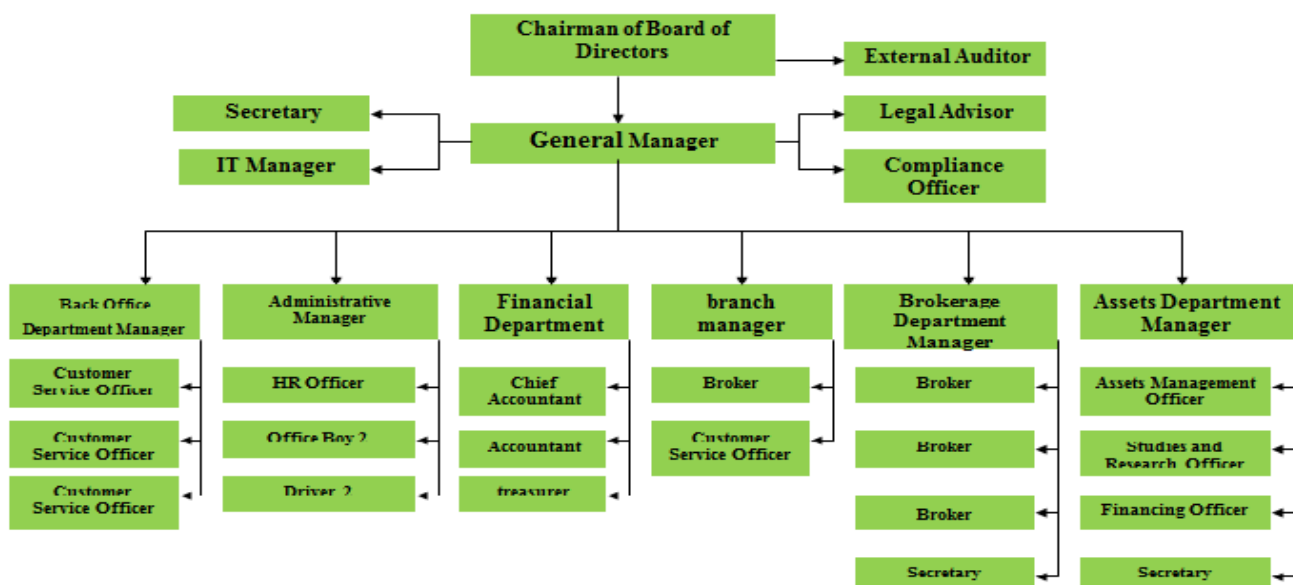 Chairman of Board of
Directors
External Auditor
Secretary
Legal Advisor
General Manager
IT Manager
Compliance
Officer
Back Office
Department Manager
Administrative
Manager
Financial
Department
branch
manager
Brokerage
Department
Manager
Assets Department
Manager
Customer
Service Officer
HR Officer
Chief
Accountant
Broker
Broker
Assets Management
Officer
Customer
Service Officer
Office Boy 2
Accountant
Customer
Service Officer
Broker
Studies and
Research Officer
Customer
Service Officer
Driver 2
treasurer
Broker
Financing Officer
Secretary
Secretary